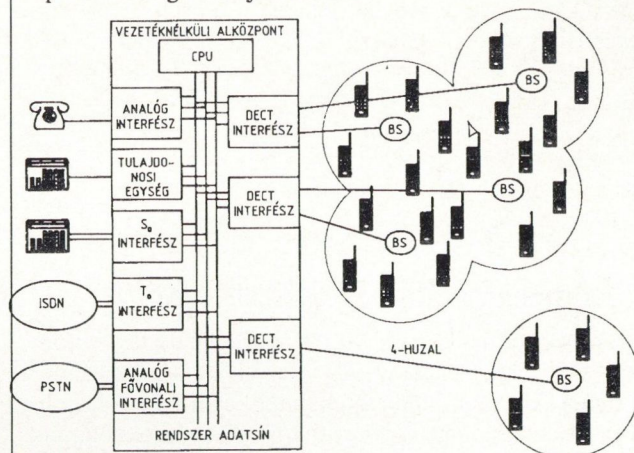 VEZETÉKNÉLKÜLI ALKÖZPONT
CPU
ANALÓG
INTERFÉSZ
TULAJDO-
NOSI
EGYSÉG
S₀
INTERFÉSZ
T₀
INTERFÉSZ
ANALÓG
FŐVONALI
INTERFÉSZ
RENDSZER ADATSÍN
DECT
INTERFÉSZ
DECT
INTERFÉSZ
DECT
INTERFÉSZ
ISDN
PSTN
BS
BS
BS
BS
4-HUZAL
BS